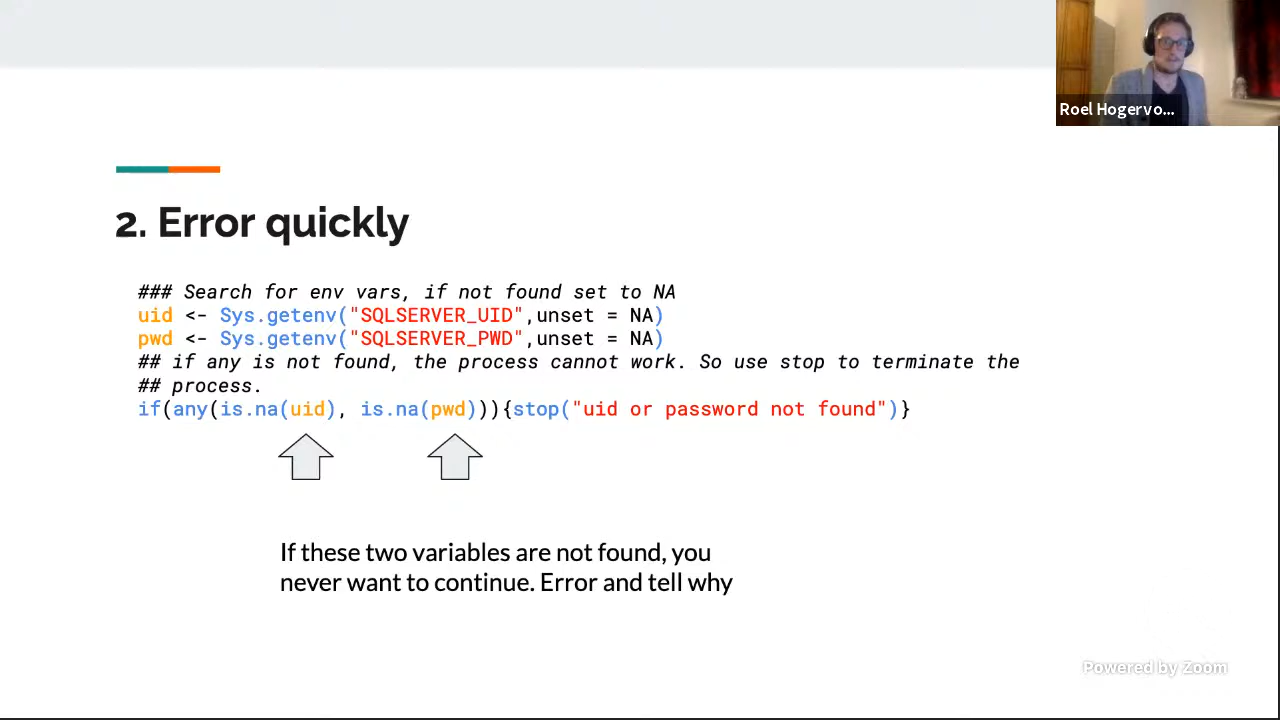 Roel Hogervo...
2. Error quickly
### Search for env vars, if not found set to NA
uid <- Sys.getenv("SQLSERVER_UID",unset = NA)
pwd <- Sys.getenv("SQLSERVER_PWD",unset = NA)
## if any is not found, the process cannot work. So use stop to terminate the
## process.
if(any(is.na(uid), is.na(pwd))){stop("uid or password not found")}
If these two variables are not found, you
never want to continue. Error and tell why
Powered by Zoom